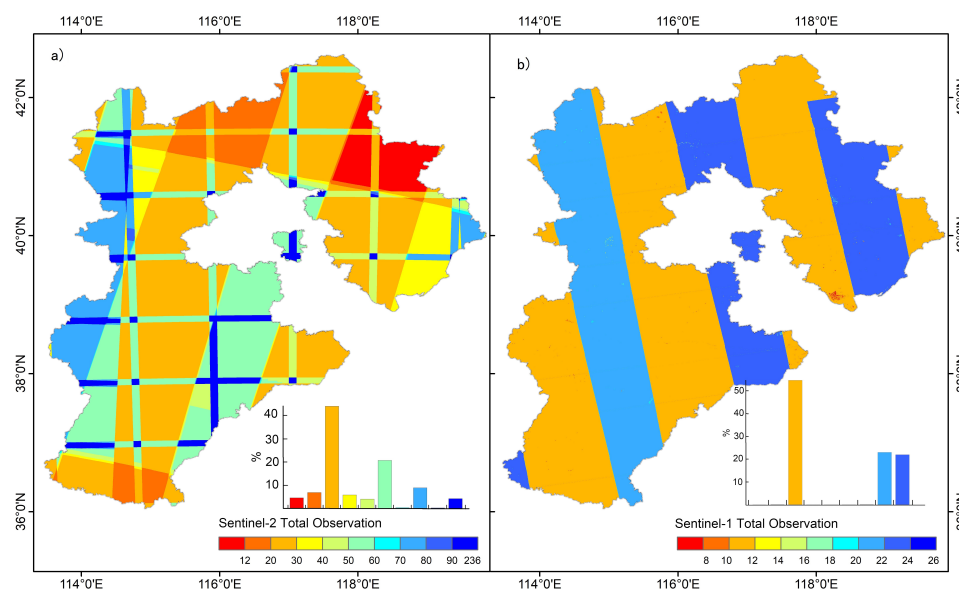 114°0'E 116°0'E 118°0'E 114°0'E 116°0'E 118°0'E
a)
b)
42°0'N
40°0'N
38°0'N
36°0'N
%
40
30
20
10
%
50
40
30
20
10
Sentinel-2 Total Observation
12 20 30 40 50 60 70 80 90 236
Sentinel-1 Total Observation
8 10 12 14 16 18 20 22 24 26
114°0'E 116°0'E 118°0'E 114°0'E 116°0'E 118°0'E